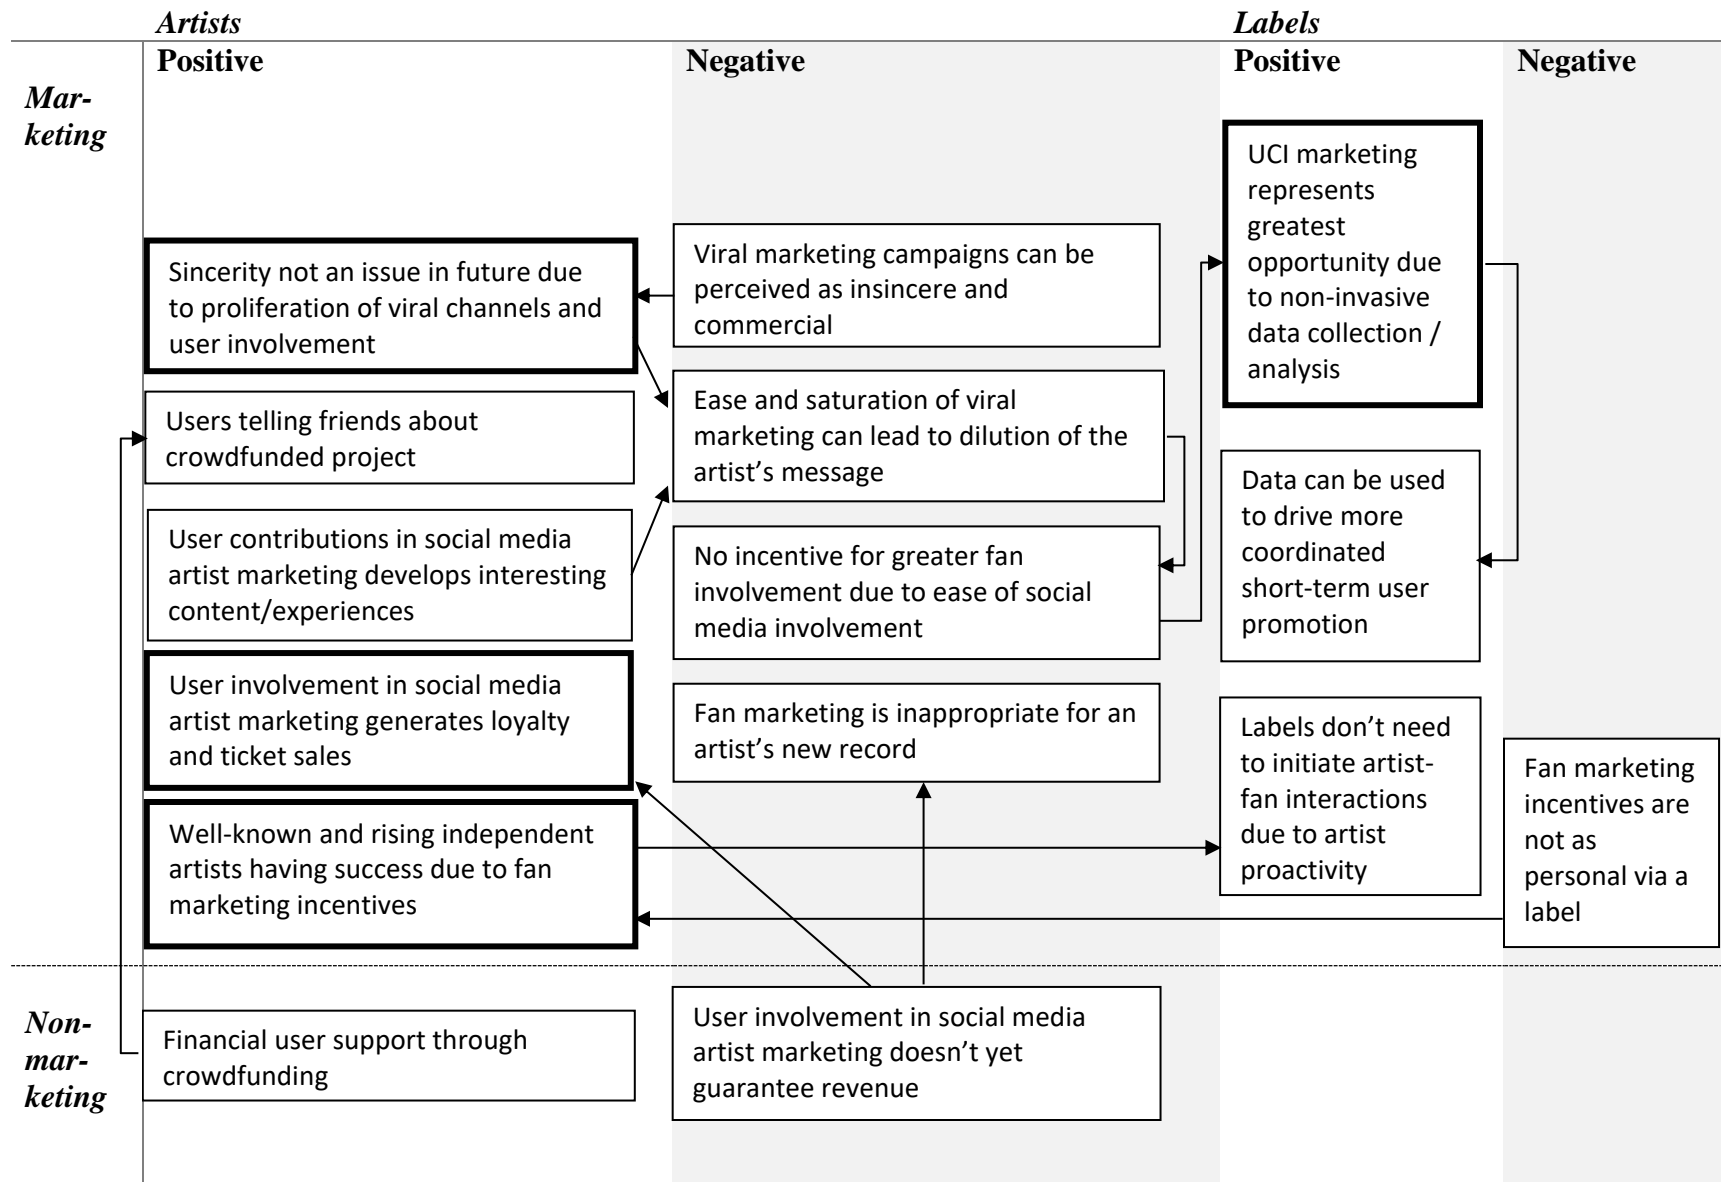 Artists
Labels
Positive
Negative
Positive
Negative
Mar-
keting
Sincerity not an issue in future due
to proliferation of viral channels and
user involvement
Users telling friends about
crowdfunded project
User contributions in social media
artist marketing develops interesting
content/experiences
User involvement in social media
artist marketing generates loyalty
and ticket sales
Well-known and rising independent
artists having success due to fan
marketing incentives
Viral marketing campaigns can be
perceived as insincere and
commercial
Ease and saturation of viral
marketing can lead to dilution of the
artist’s message
No incentive for greater fan
involvement due to ease of social
media involvement
Fan marketing is inappropriate for an
artist’s new record
UCI marketing
represents
greatest
opportunity due
to non-invasive
data collection /
analysis
Data can be used
to drive more
coordinated
short-term user
promotion
Labels don’t need
to initiate artist-
fan interactions
due to artist
proactivity
Fan marketing
incentives are
not as
personal via a
label
Non-
mar-
keting
Financial user support through
crowdfunding
User involvement in social media
artist marketing doesn’t yet
guarantee revenue